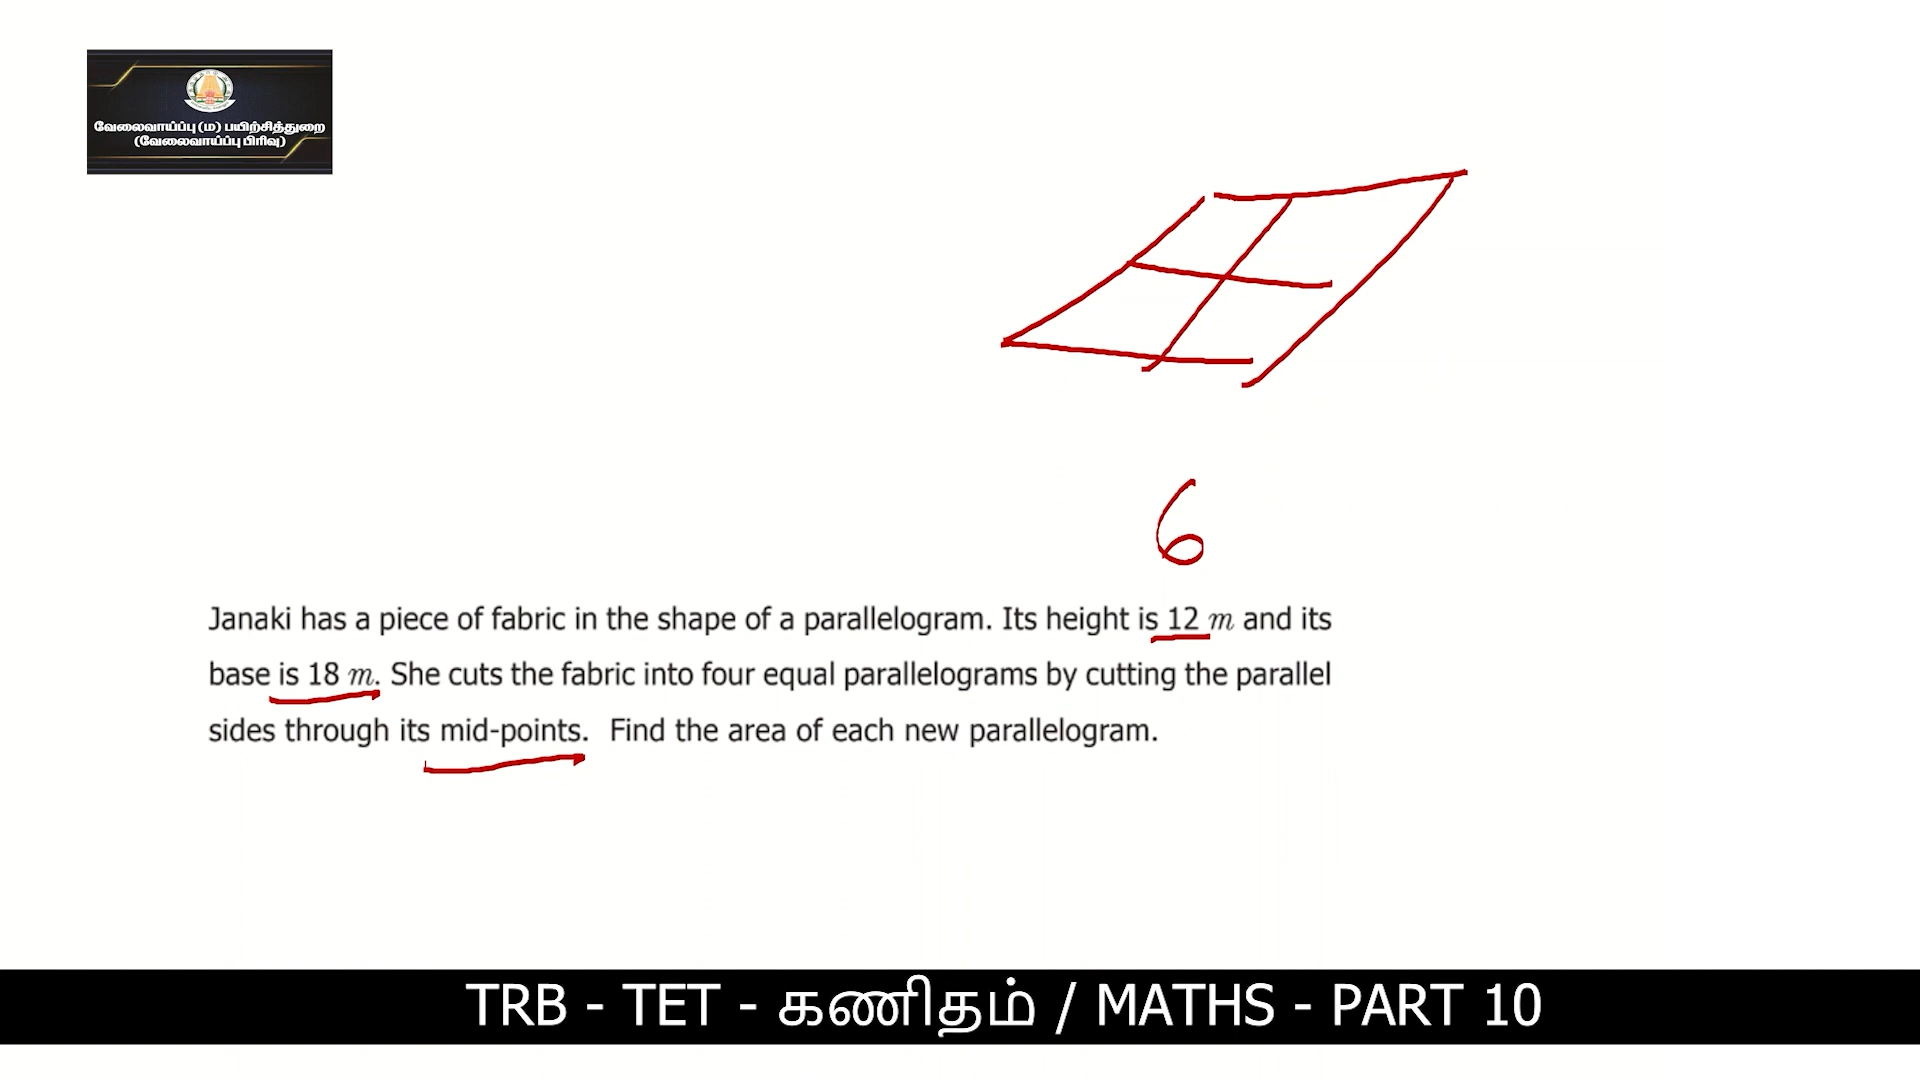 வேலைவாய்ப்பு (ம) பயிற்சித்துறை
(வேலைவாய்ப்பு பிரிவு)
6
Janaki has a piece of fabric in the shape of a parallelogram. Its height is 12 m and its
base is 18 m. She cuts the fabric into four equal parallelograms by cutting the parallel
sides through its mid-points. Find the area of each new parallelogram.
TRB - TET - கணிதம் / MATHS - PART 10